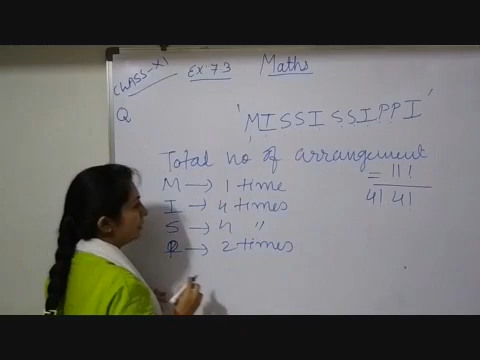 CLASS-XI
Ex 7.3
Maths
Q
'MISSISSIPPI'
Total no of arrangement
= 11!
4! 4!
M → 1 time
I → 4 times
S → 4 "
P → 2 times